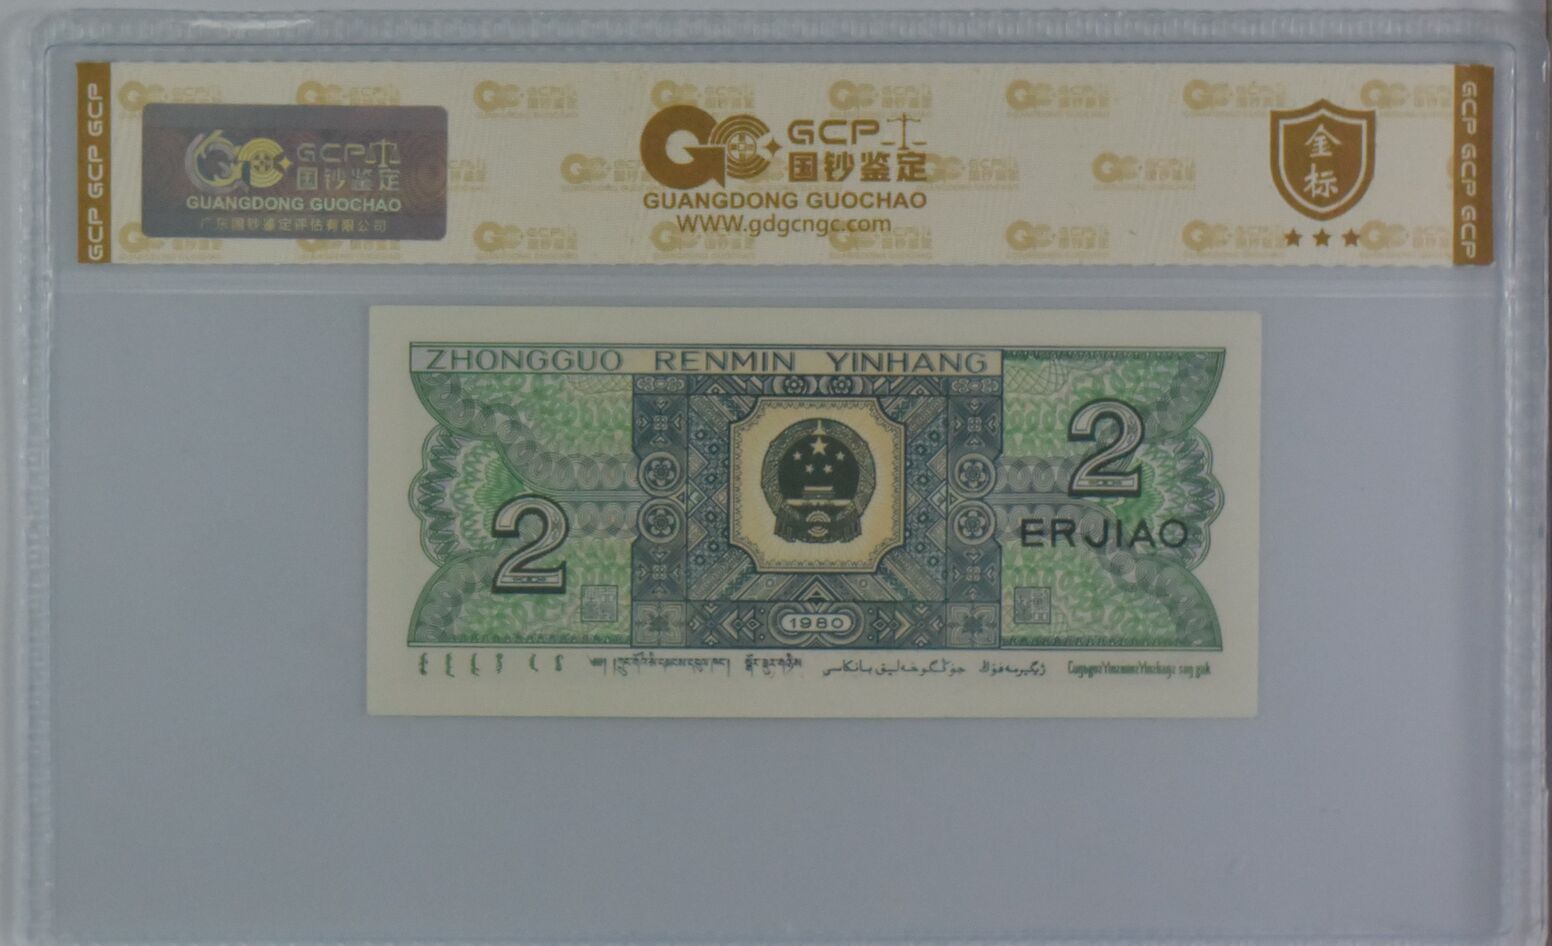 GCP GCP GCP
GCP
国钞鉴定
GUANGDONG GUOCHAO
广东国钞鉴定评估有限公司
GCP
国钞鉴定
GUANGDONG GUOCHAO
WWW.gdgcngc.com
金
标
GCP GCP GCP
ZHONGGUO RENMIN YINHANG
2
2
ERJIAO
1980